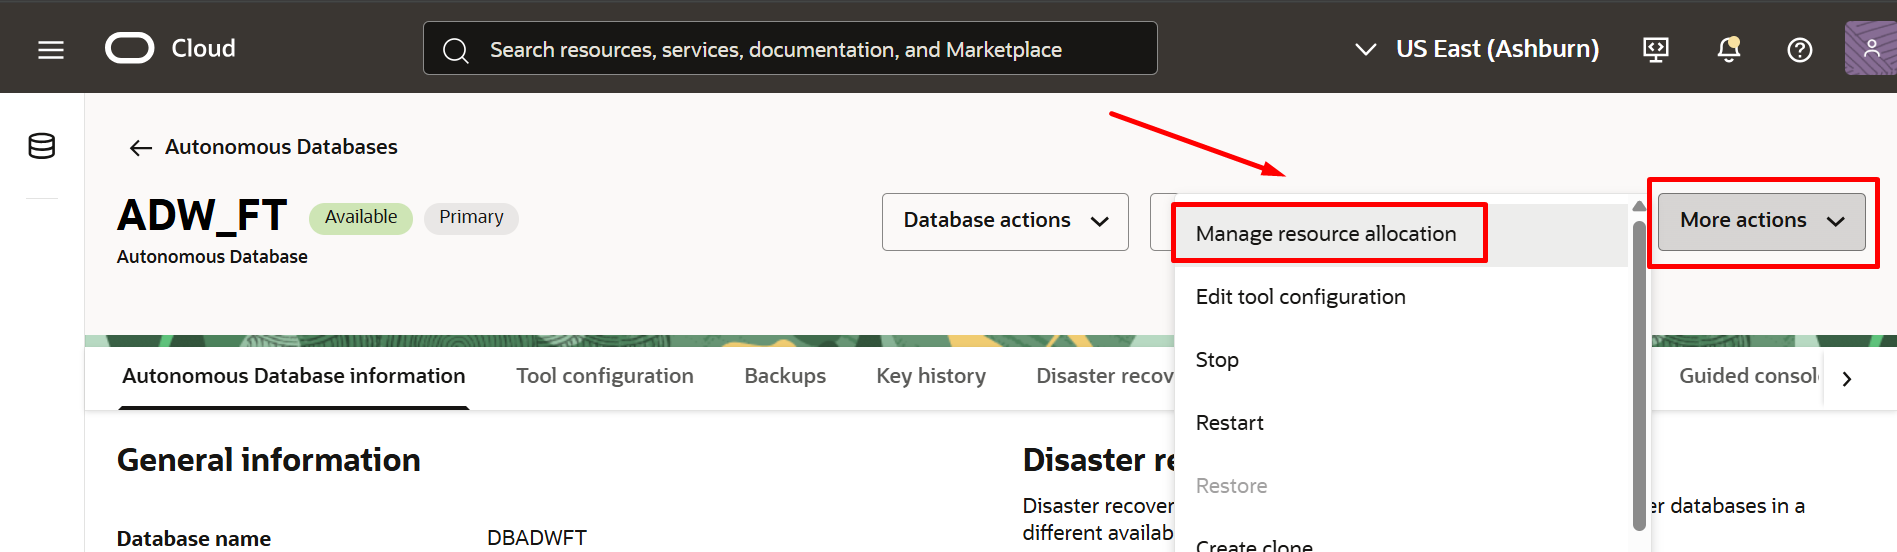 Cloud
Search resources, services, documentation, and Marketplace
US East (Ashburn)
Autonomous Databases
ADW_FT
Available
Primary
Autonomous Database
Database actions
More actions
Manage resource allocation
Edit tool configuration
Stop
Restart
Restore
Create clone
Autonomous Database information
Tool configuration
Backups
Key history
Disaster recov
Guided consol
General information
Database name
DBADWFT
Disaster re
Disaster recover
er databases in a
different availab